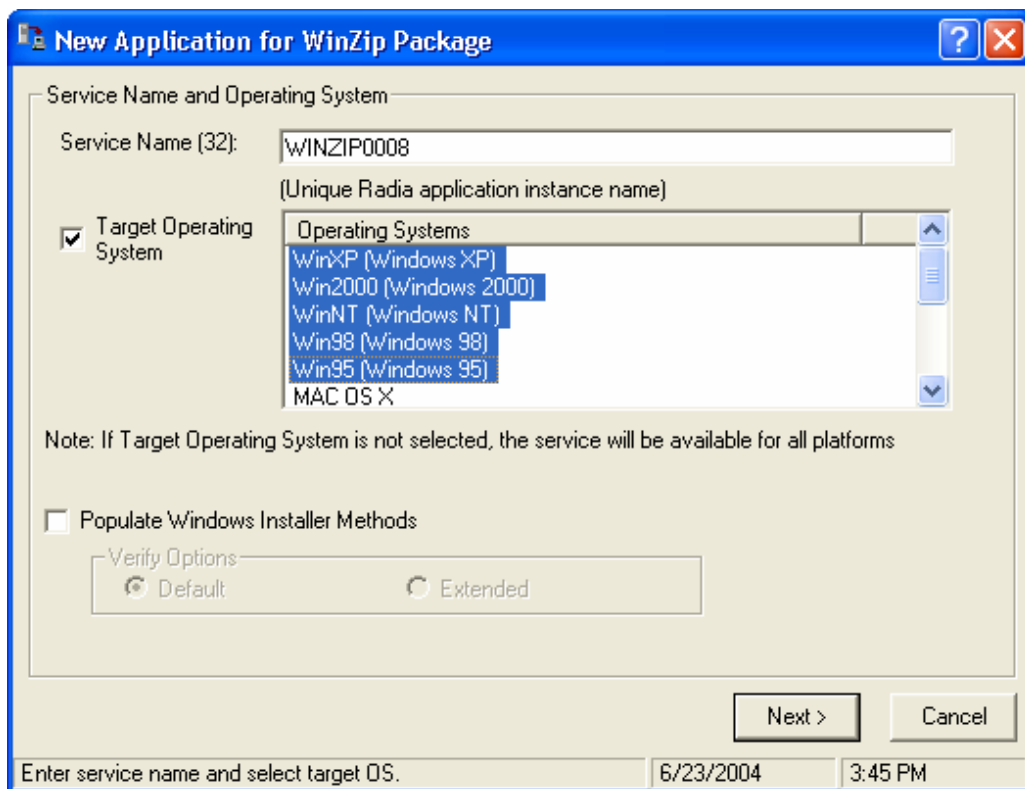 New Application for WinZip Package
Service Name and Operating System
Service Name (32):
WINZIP0008
(Unique Radia application instance name)
Target Operating
System
Operating Systems
WinXP (Windows XP)
Win2000 (Windows 2000)
WinNT (Windows NT)
Win98 (Windows 98)
Win95 (Windows 95)
MAC OS X
Note: If Target Operating System is not selected, the service will be available for all platforms
Populate Windows Installer Methods
Verify Options
Default
Extended
Next >
Cancel
Enter service name and select target OS.
6/23/2004
3:45 PM